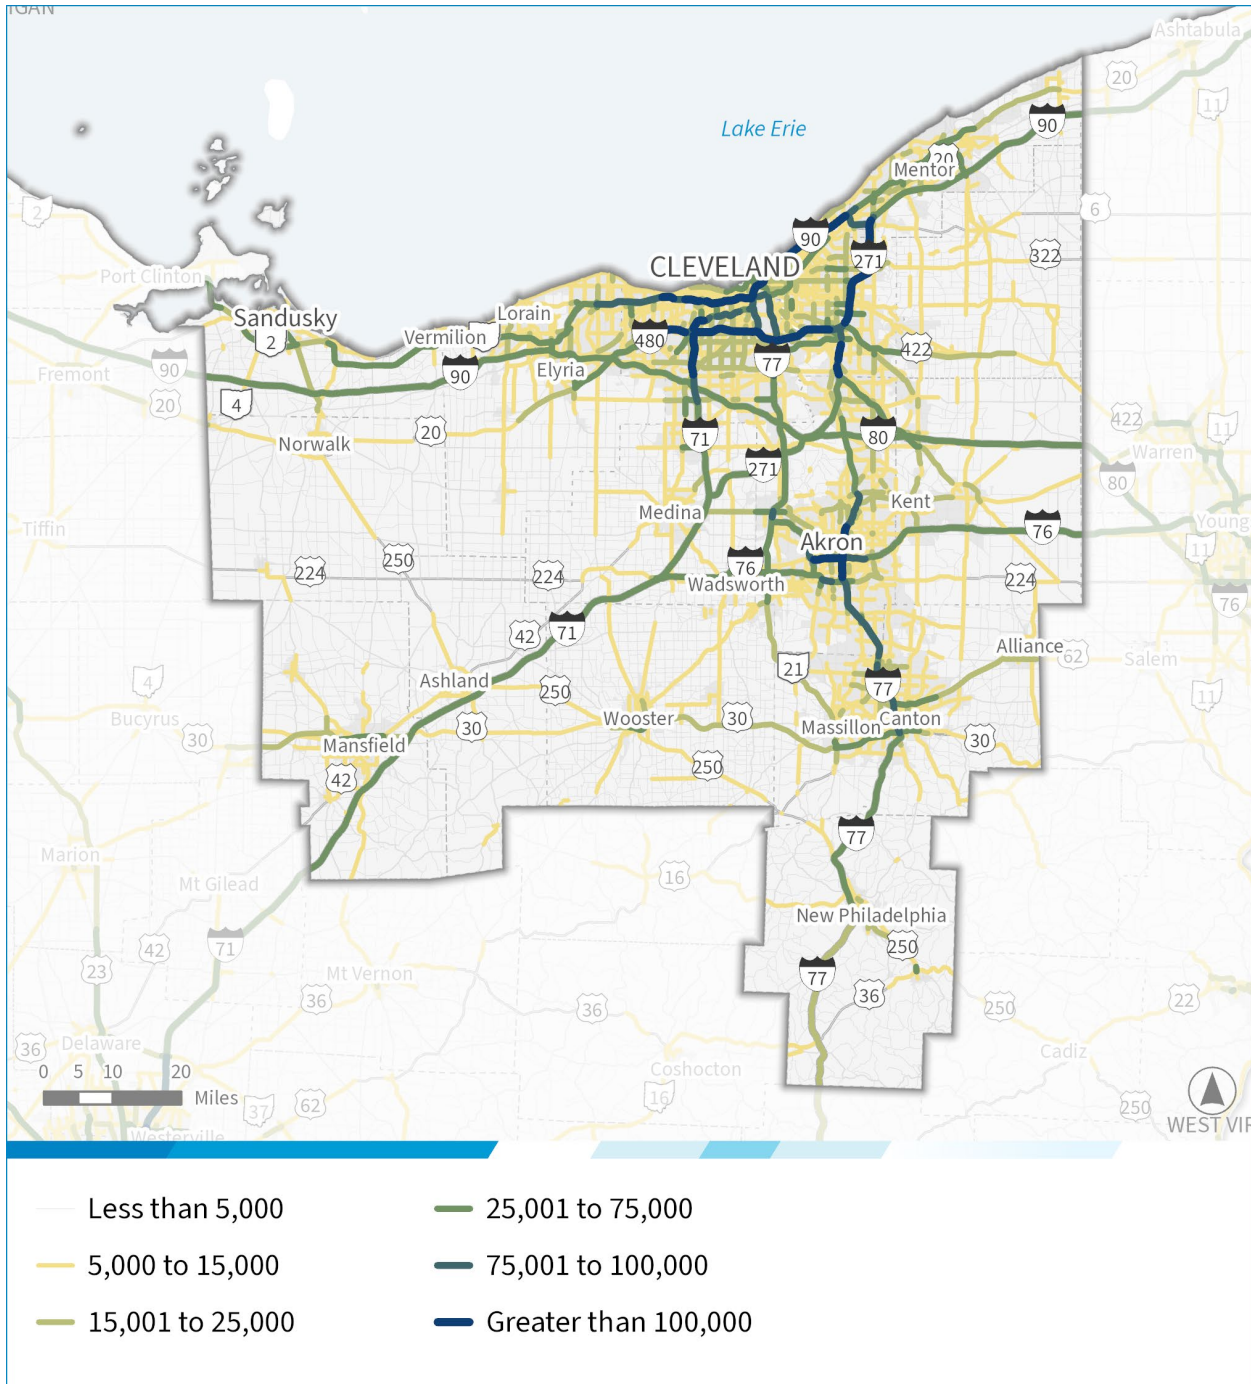 IGAN
Ashtabula
20
11
90
Lake Erie
20
Mentor
2
6
90
322
271
CLEVELAND
Port Clinton
Sandusky
Lorain
2
Vermilion
480
422
90
77
Fremont
90
Elyria
20
4
422
11
20
71
80
Norwalk
Warren
271
80
Kent
Medina
Tiffin
76
Young
Akron
11
250
76
224
224
Wadsworth
224
76
42
71
Alliance
62
Salem
21
4
Ashland
77
250
11
Bucyrus
Wooster
30
Massillon
Canton
30
30
30
Mansfield
250
42
77
Marion
16
Mt Gilead
New Philadelphia
42
71
250
23
Mt Vernon
77
36
36
22
36
250
36
Delaware
Cadiz
Coshocton
0 5 10 20
Miles
37
62
16
250
WEST VIR
Westerville
Less than 5,000
5,000 to 15,000
15,001 to 25,000
25,001 to 75,000
75,001 to 100,000
Greater than 100,000